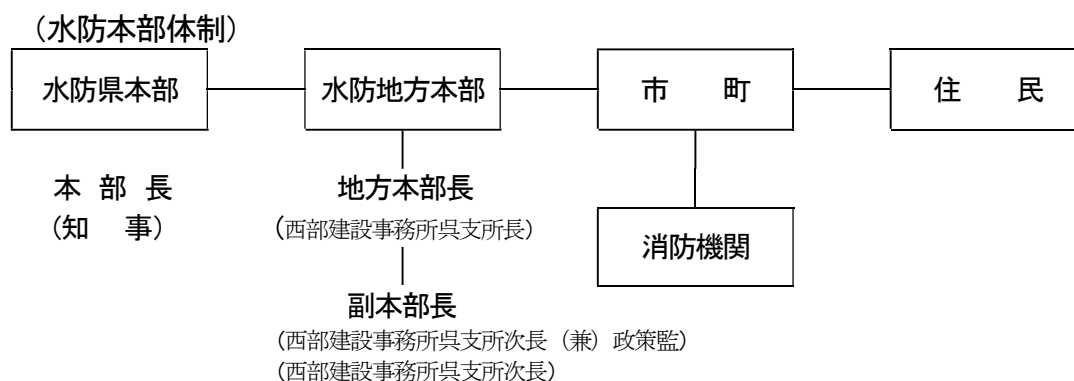 (水防本部体制)
水防県本部
水防地方本部
市　町
住　民
本 部 長
(知　事)
地方本部長
(西部建設事務所呉支所長)
消防機関
副本部長
(西部建設事務所呉支所次長（兼）政策監)
(西部建設事務所呉支所次長)